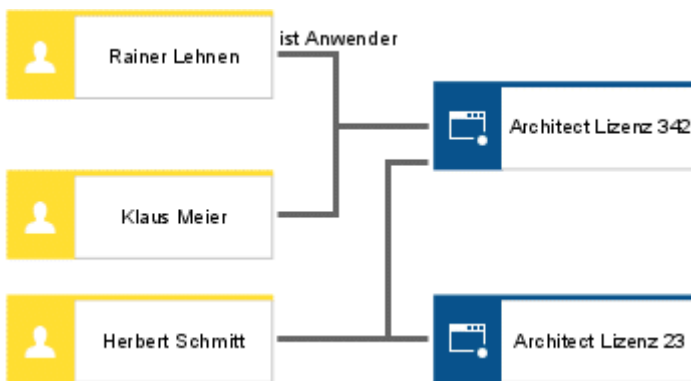 Rainer Lehnen
ist Anwender
Architect Lizenz 342
Klaus Meier
Herbert Schmitt
Architect Lizenz 23